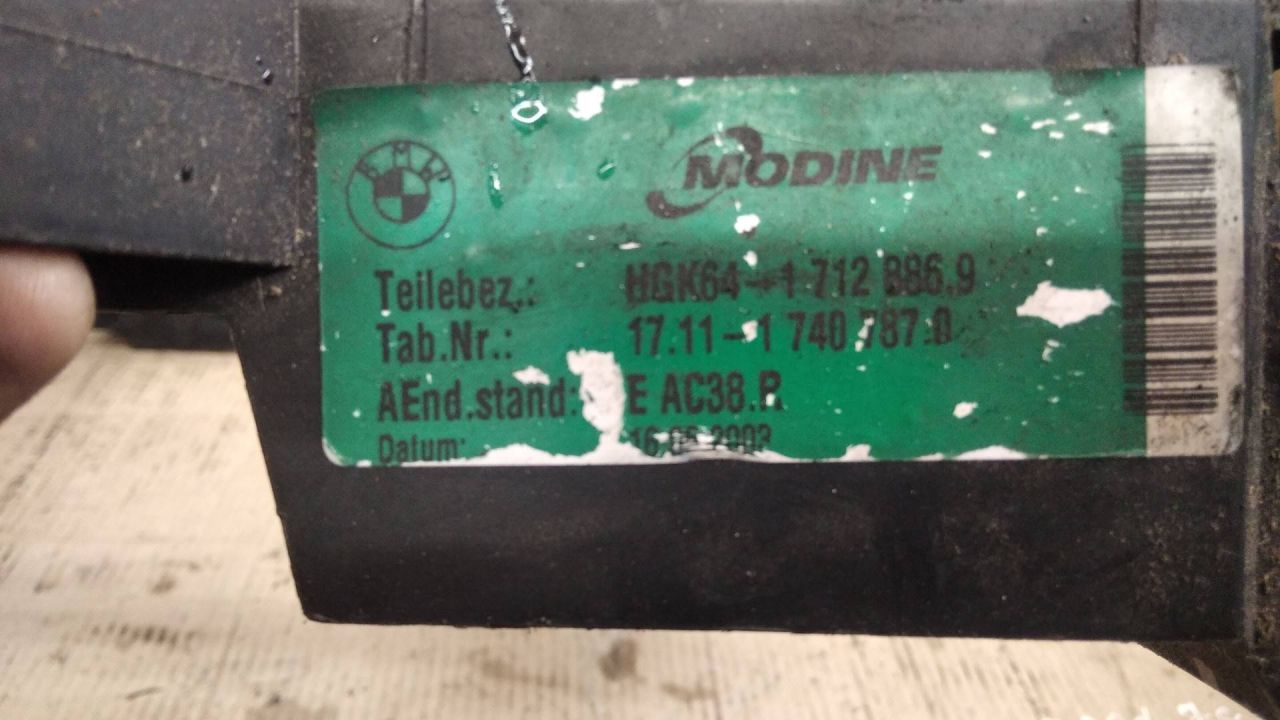 BMW
MODINE
Teilebez.: HGK64-1 712 886.9
Tab.Nr.: 17.11-1 740 787.0
AEnd.stand: E AC38.R
Datum: 2003